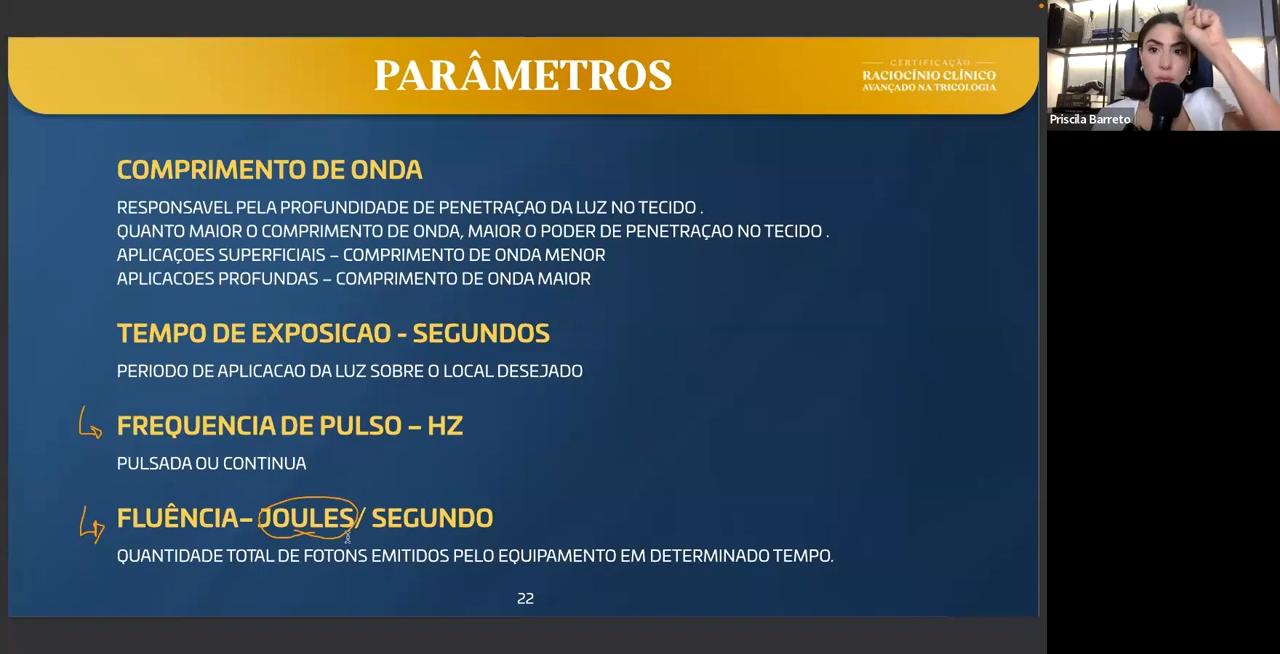 PARÂMETROS
CERTIFICAÇÃO
RACIOCÍNIO CLÍNICO
AVANÇADO NA TRICOLOGIA
Priscila Barreto
COMPRIMENTO DE ONDA
RESPONSAVEL PELA PROFUNDIDADE DE PENETRAÇAO DA LUZ NO TECIDO .
QUANTO MAIOR O COMPRIMENTO DE ONDA, MAIOR O PODER DE PENETRAÇAO NO TECIDO .
APLICAÇOES SUPERFICIAIS – COMPRIMENTO DE ONDA MENOR
APLICACOES PROFUNDAS – COMPRIMENTO DE ONDA MAIOR
TEMPO DE EXPOSICAO - SEGUNDOS
PERIODO DE APLICACAO DA LUZ SOBRE O LOCAL DESEJADO
FREQUENCIA DE PULSO – HZ
PULSADA OU CONTINUA
FLUÊNCIA– JOULES/ SEGUNDO
QUANTIDADE TOTAL DE FOTONS EMITIDOS PELO EQUIPAMENTO EM DETERMINADO TEMPO.
22